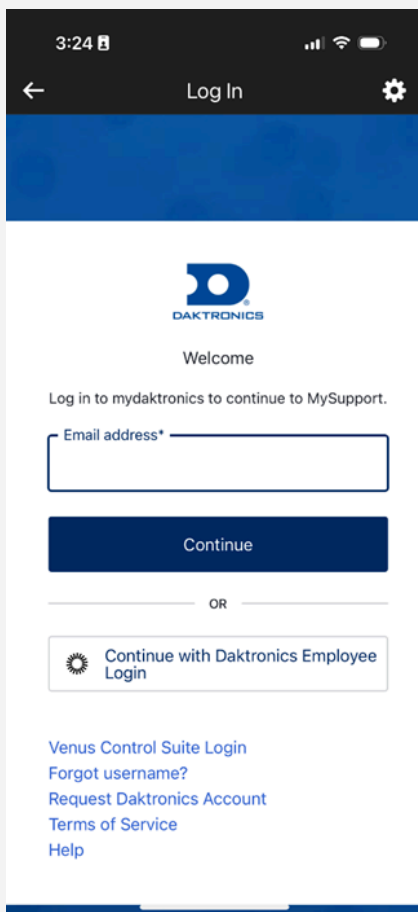 3:24
Log In
DAKTRONICS
Welcome
Log in to mydaktronics to continue to MySupport.
Email address*
Continue
OR
Continue with Daktronics Employee
Login
Venus Control Suite Login
Forgot username?
Request Daktronics Account
Terms of Service
Help